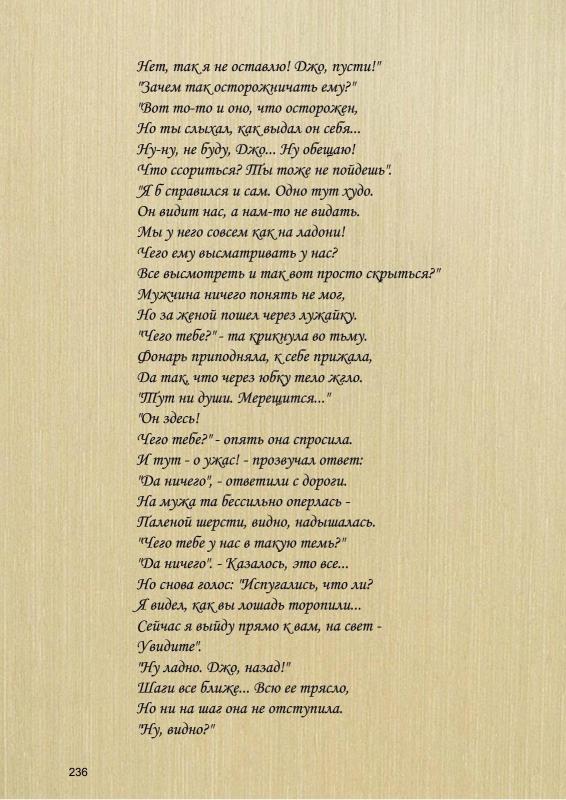 Нет, так я не оставлю! Джо, пусти!"
"Зачем так осторожничать ему?"
"Вот то-то и оно, что осторожен,
Но ты слыхал, как выдал он себя...
Ну-ну, не буду, Джо... Ну обещаю!
Что ссориться? Ты тоже не пойдешь".
"Я б справился и сам. Одно тут худо.
Он видит нас, а нам-то не видать.
Мы у него совсем как на ладони!
Чего ему высматривать у нас?
Все высмотреть и так вот просто скрыться?"
Мужчина ничего понять не мог,
Но за женой пошел через лужайку.
"Чего тебе?" - та крикнула во тьму.
Фонарь приподняла, к себе прижала,
Да так, что через юбку тело жгло.
"Тут ни души. Мерещится..."
"Он здесь!
Чего тебе?" - опять она спросила.
И тут - о ужас! - прозвучал ответ:
"Да ничего", - ответили с дороги.
На мужа та бессильно оперлась -
Паленой шерсти, видно, надышалась.
"Чего тебе у нас в такую темь?"
"Да ничего". - Казалось, это все...
Но снова голос: "Испугались, что ли?
Я видел, как вы лошадь торопили...
Сейчас я выйду прямо к вам, на свет -
Увидите".
"Ну ладно. Джо, назад!"
Шаги все ближе... Всю ее трясло,
Но ни на шаг она не отступила.
"Ну, видно?"
236